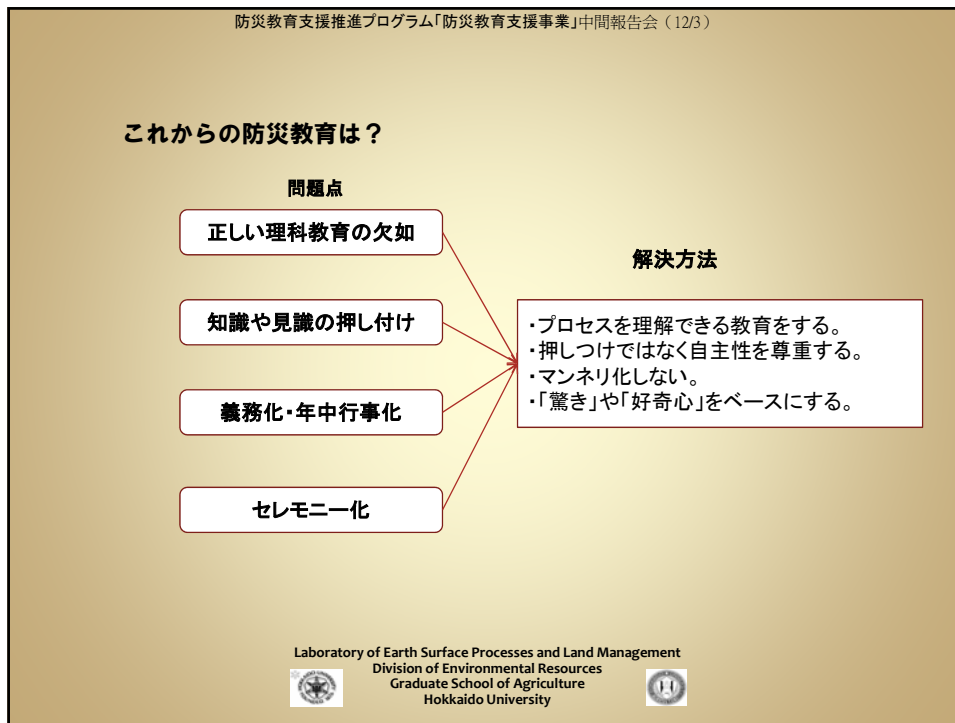 防災教育支援推進プログラム「防災教育支援事業」中間報告会(12/3)
これからの防災教育は?
問題点
正しい理科教育の欠如
知識や見識の押し付け
義務化・年中行事化
セレモニー化
解決方法
・プロセスを理解できる教育をする。
・押しつけではなく自主性を尊重する。
・マンネリ化しない。
・「驚き」や「好奇心」をベースにする。
Laboratory of Earth Surface Processes and Land Management
Division of Environmental Resources
Graduate School of Agriculture
Hokkaido University